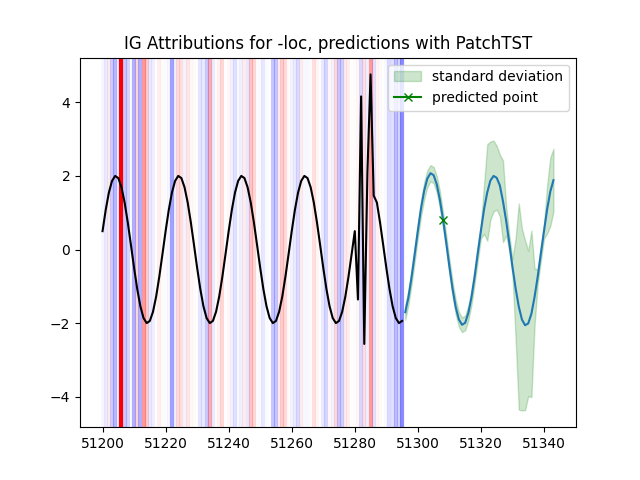 IG Attributions for -loc, predictions with PatchTST
standard deviation
predicted point
4
2
0
−2
−4
51200 51220 51240 51260 51280 51300 51320 51340